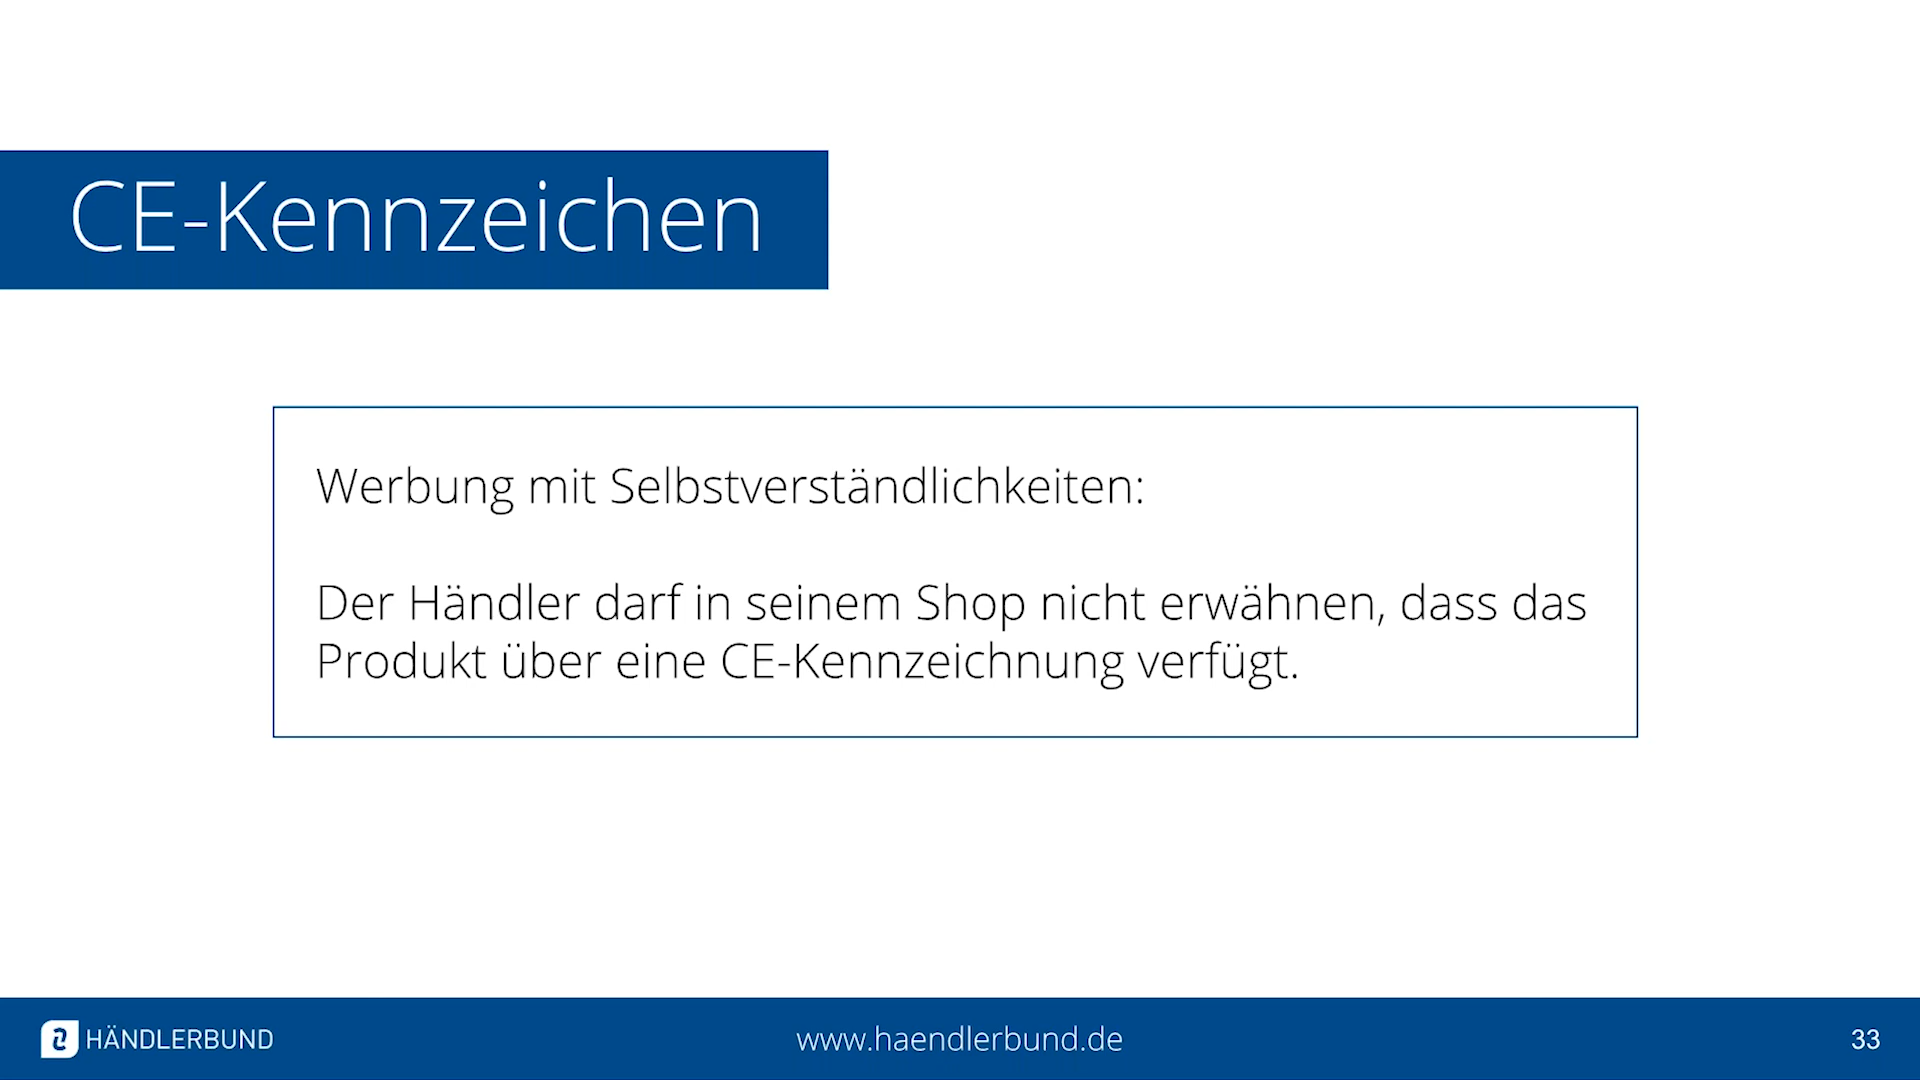 CE-Kennzeichen
Werbung mit Selbstverständlichkeiten:
Der Händler darf in seinem Shop nicht erwähnen, dass das
Produkt über eine CE-Kennzeichnung verfügt.
HÄNDLERBUND
www.haendlerbund.de
33